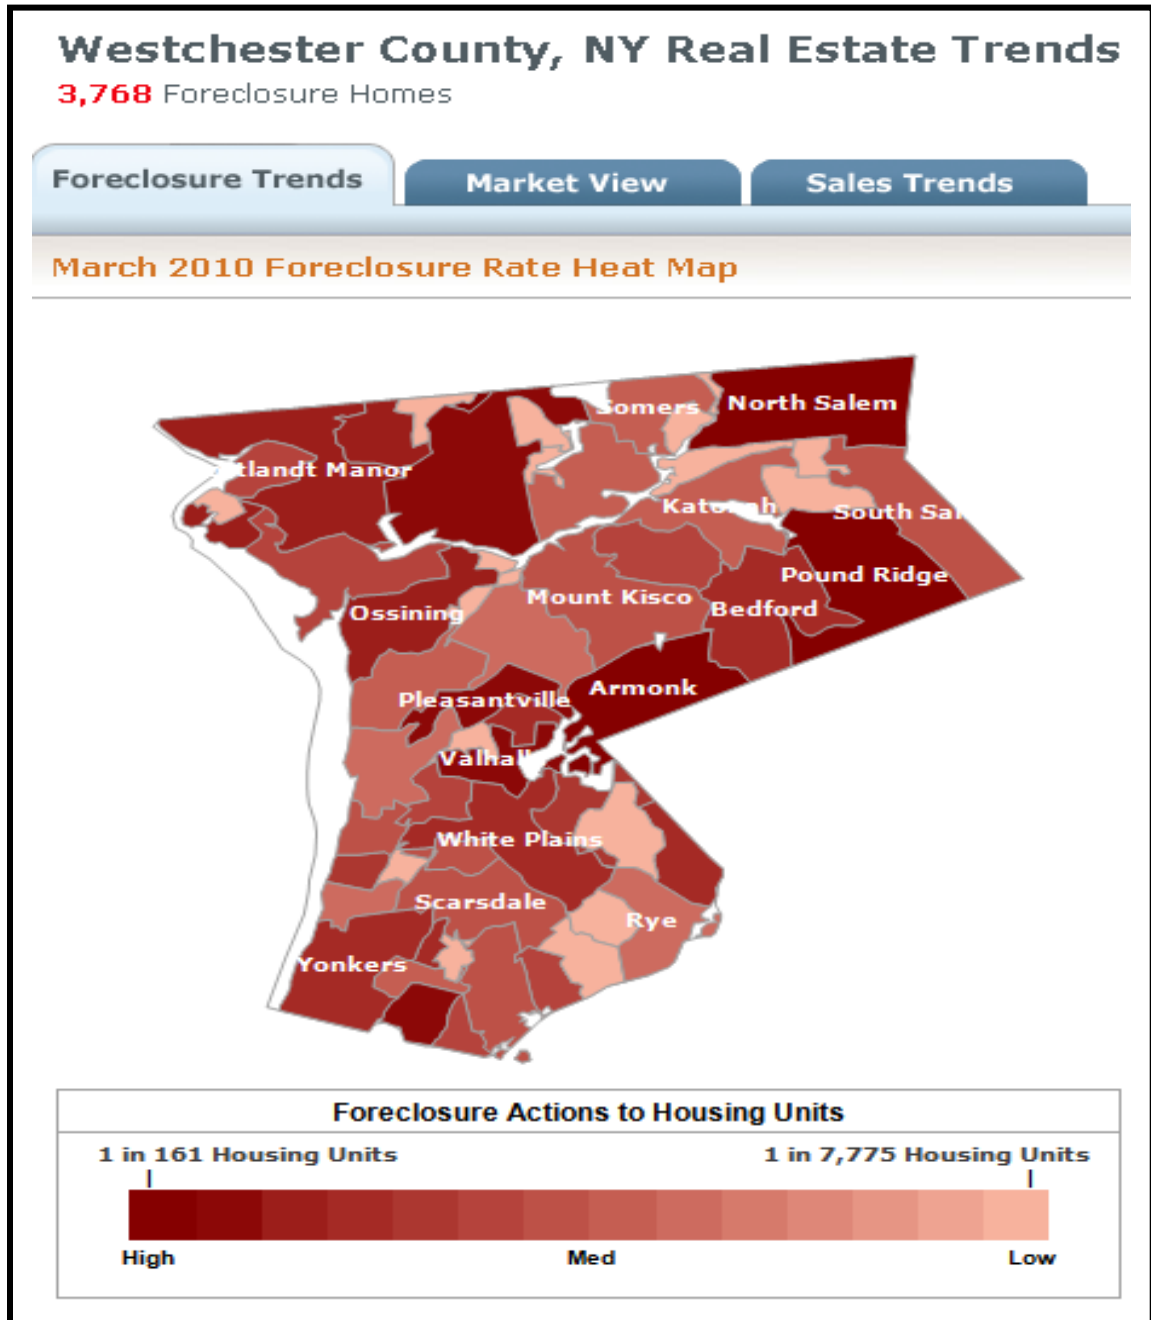 Westchester County, NY Real Estate Trends
3,768 Foreclosure Homes
Foreclosure Trends
Market View
Sales Trends
March 2010 Foreclosure Rate Heat Map
Somers
North Salem
tlandt Manor
Katonah
South Sal
Pound Ridge
Mount Kisco
Bedford
Ossining
Armonk
Pleasantville
Valhall
White Plains
Scarsdale
Rye
Yonkers
Foreclosure Actions to Housing Units
1 in 161 Housing Units
1 in 7,775 Housing Units
High
Med
Low